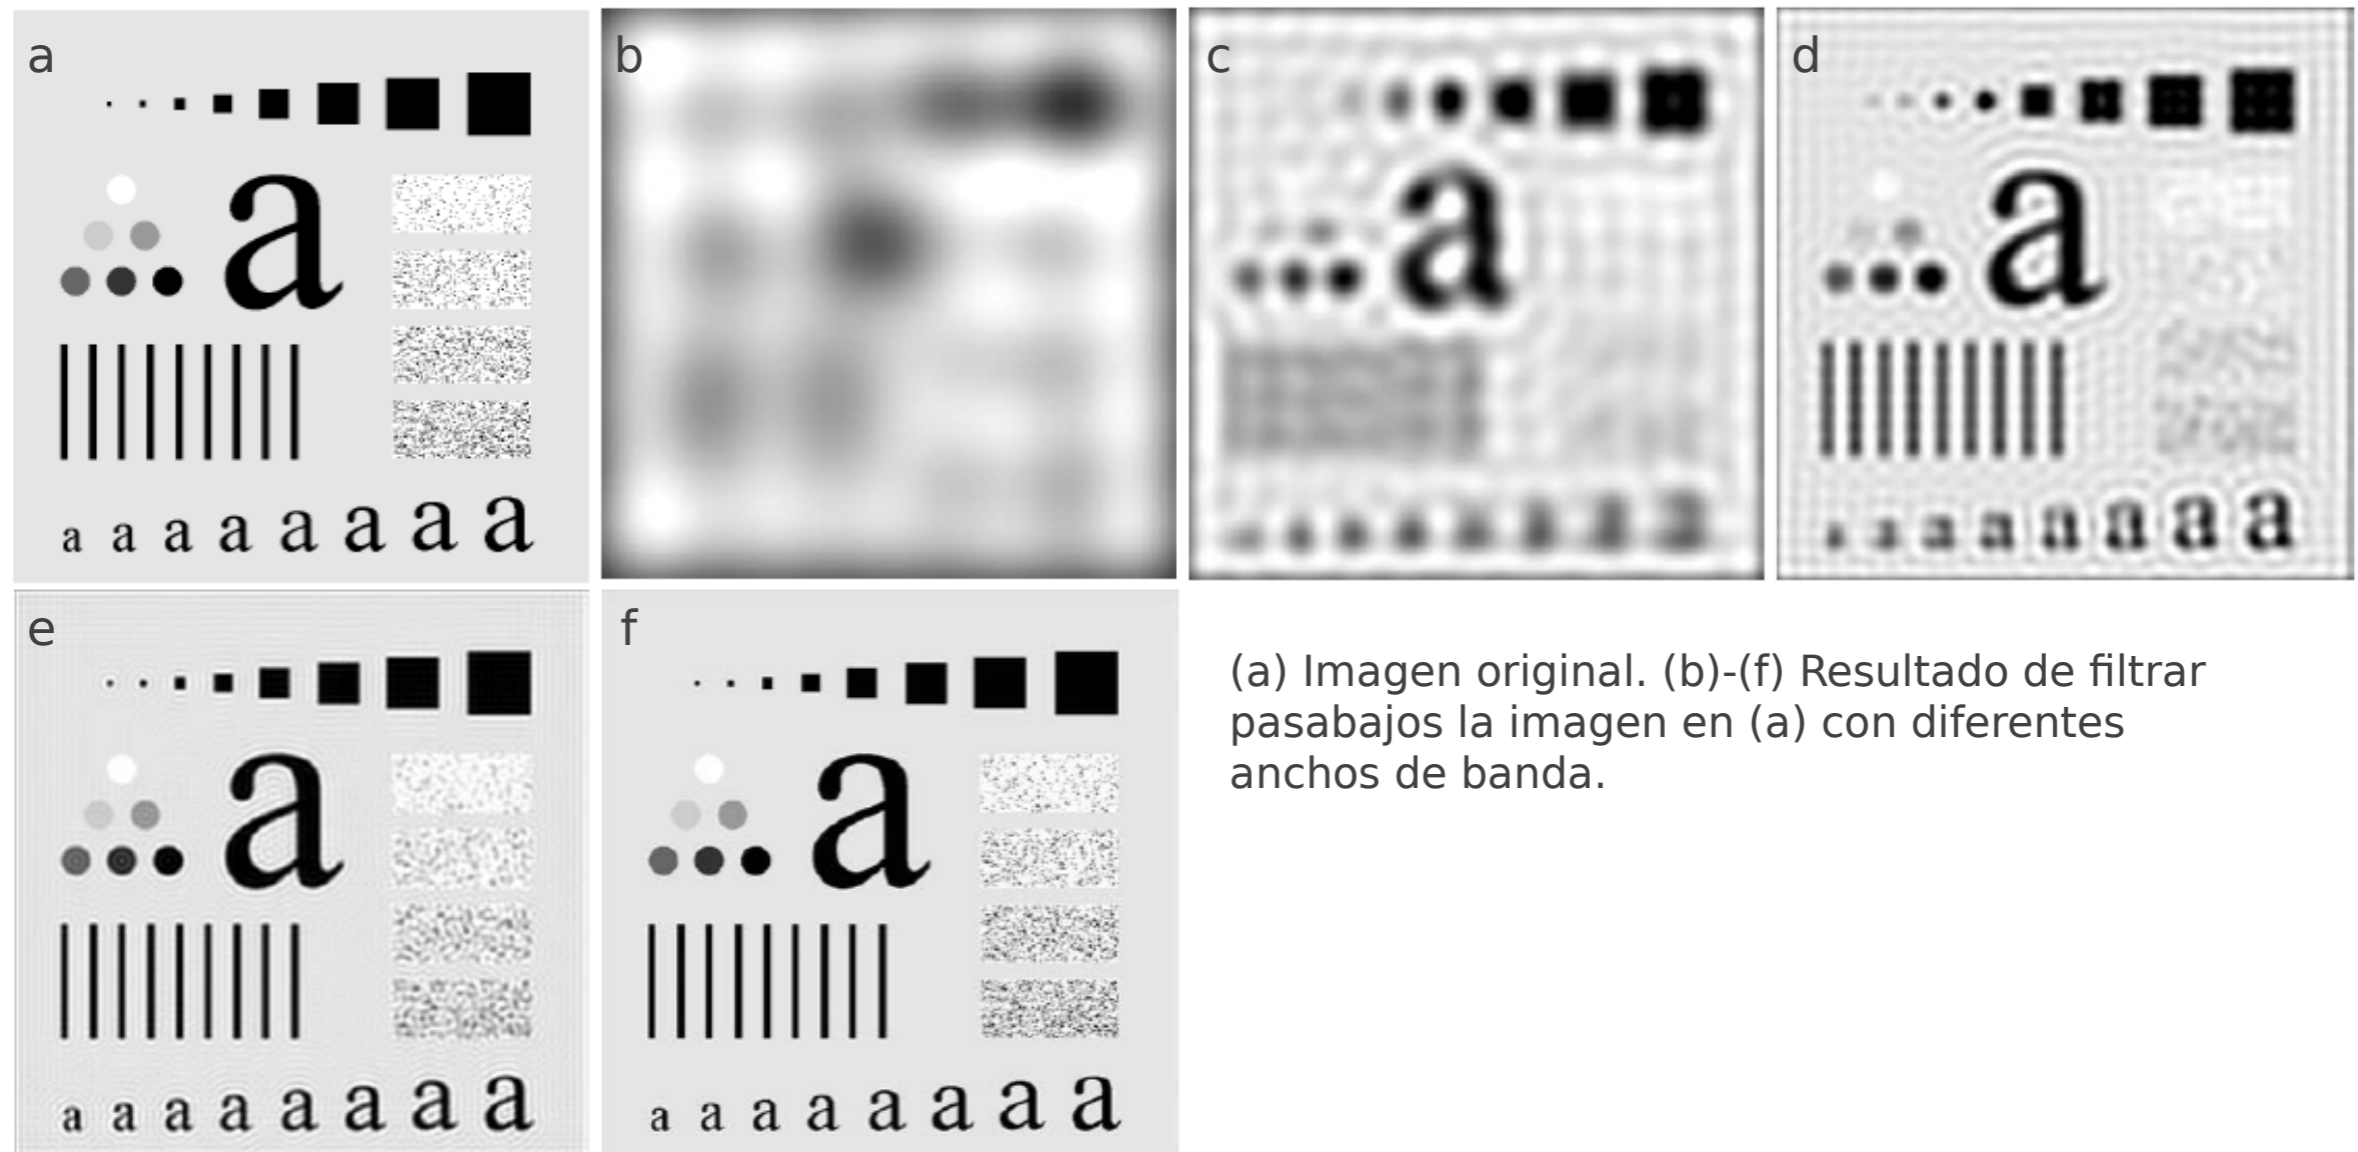 a
b
c
d
a
a
a
a
a a a a a a a a
a a a a a a a a
e
f
a
a
a a a a a a a a
a a a a a a a a
(a) Imagen original. (b)-(f) Resultado de filtrar
pasabajos la imagen en (a) con diferentes
anchos de banda.